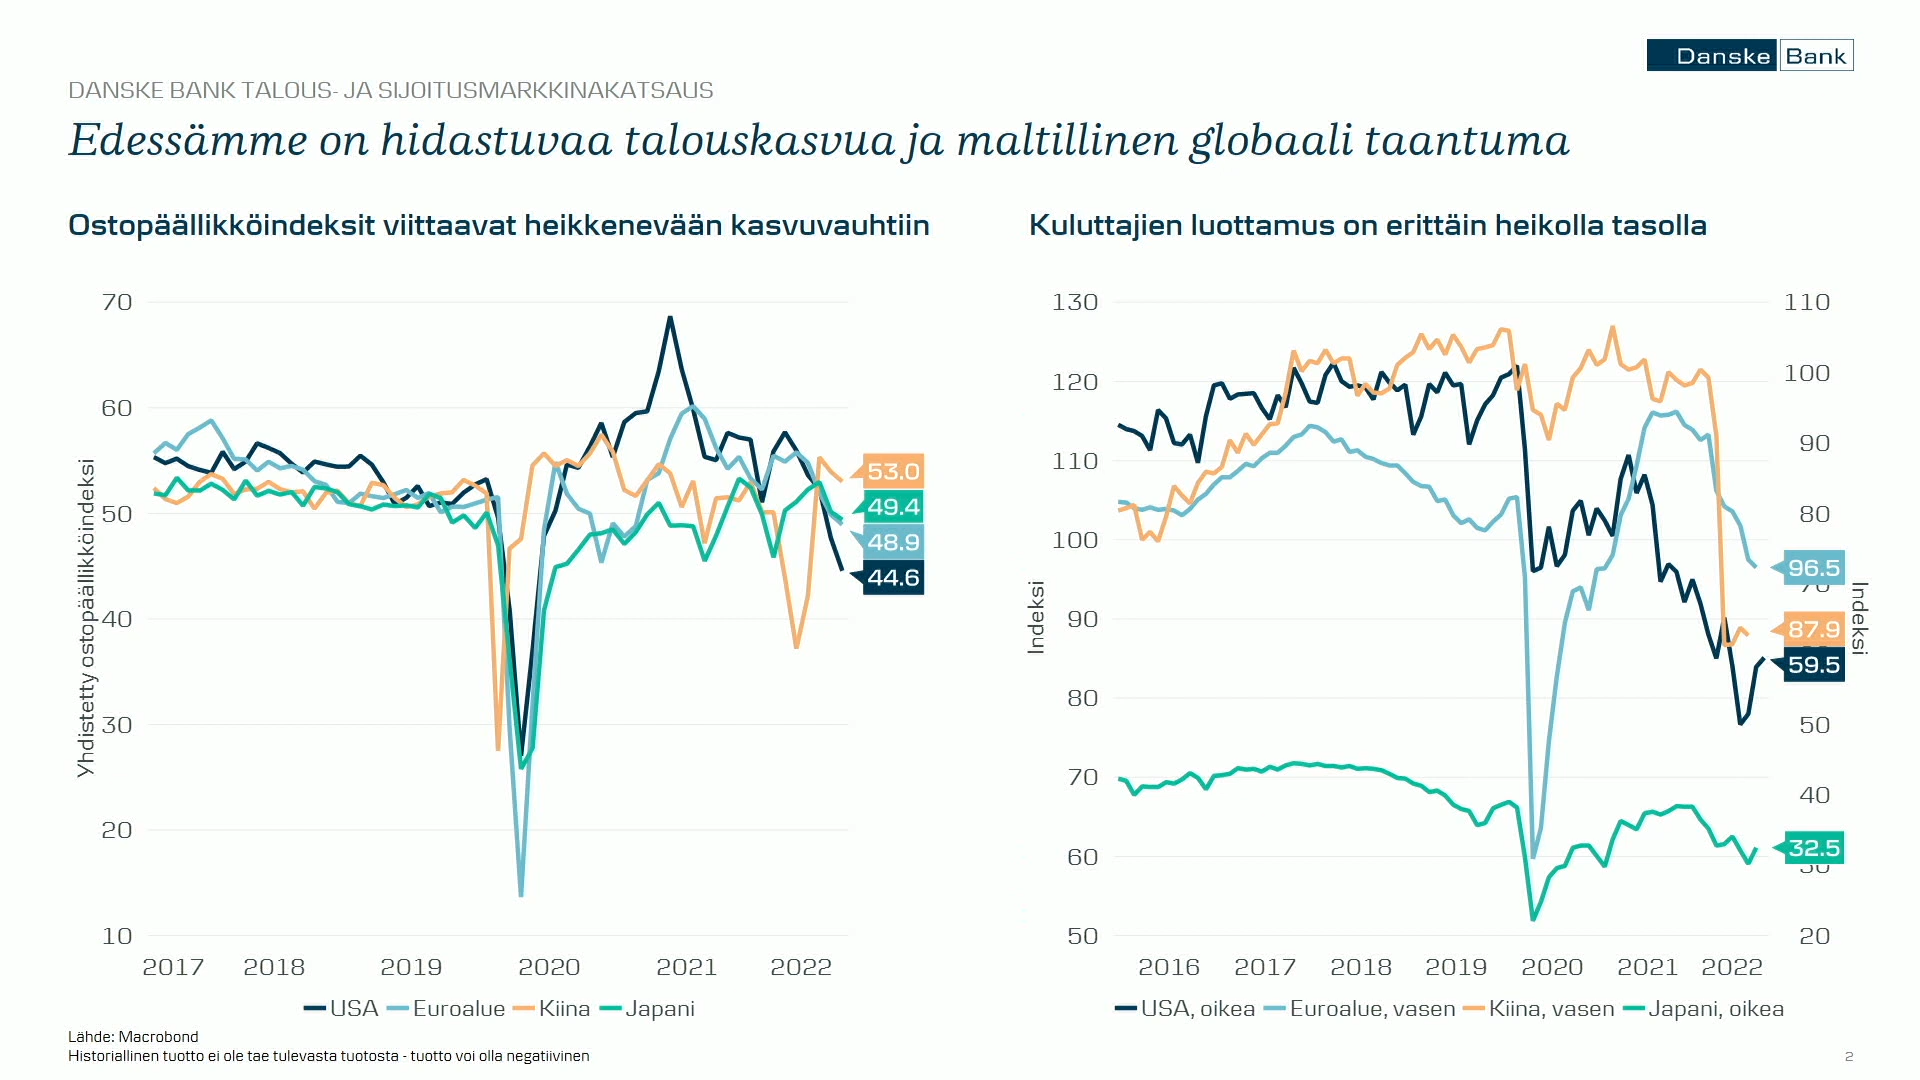 Danske Bank
DANSKE BANK TALOUS- JA SIJOITUSMARKKINAKATSAUS
Edessämme on hidastuvaa talouskasvua ja maltillinen globaali taantuma
Ostopäällikköindeksit viittaavat heikkenevään kasvuvauhtiin
Yhdistetty ostopäällikköindeksi
70
60
50
40
30
20
10
53.0
49.4
48.9
44.6
2017 2018 2019 2020 2021 2022
USA Euroalue Kiina Japani
Kuluttajien luottamus on erittäin heikolla tasolla
Indeksi
130
120
110
100
90
80
70
60
50
110
100
90
80
50
40
20
Indeksi
96.5
87.9
59.5
32.5
2016 2017 2018 2019 2020 2021 2022
USA, oikea Euroalue, vasen Kiina, vasen Japani, oikea
Lähde: Macrobond
Historiallinen tuotto ei ole tae tulevasta tuotosta - tuotto voi olla negatiivinen
2